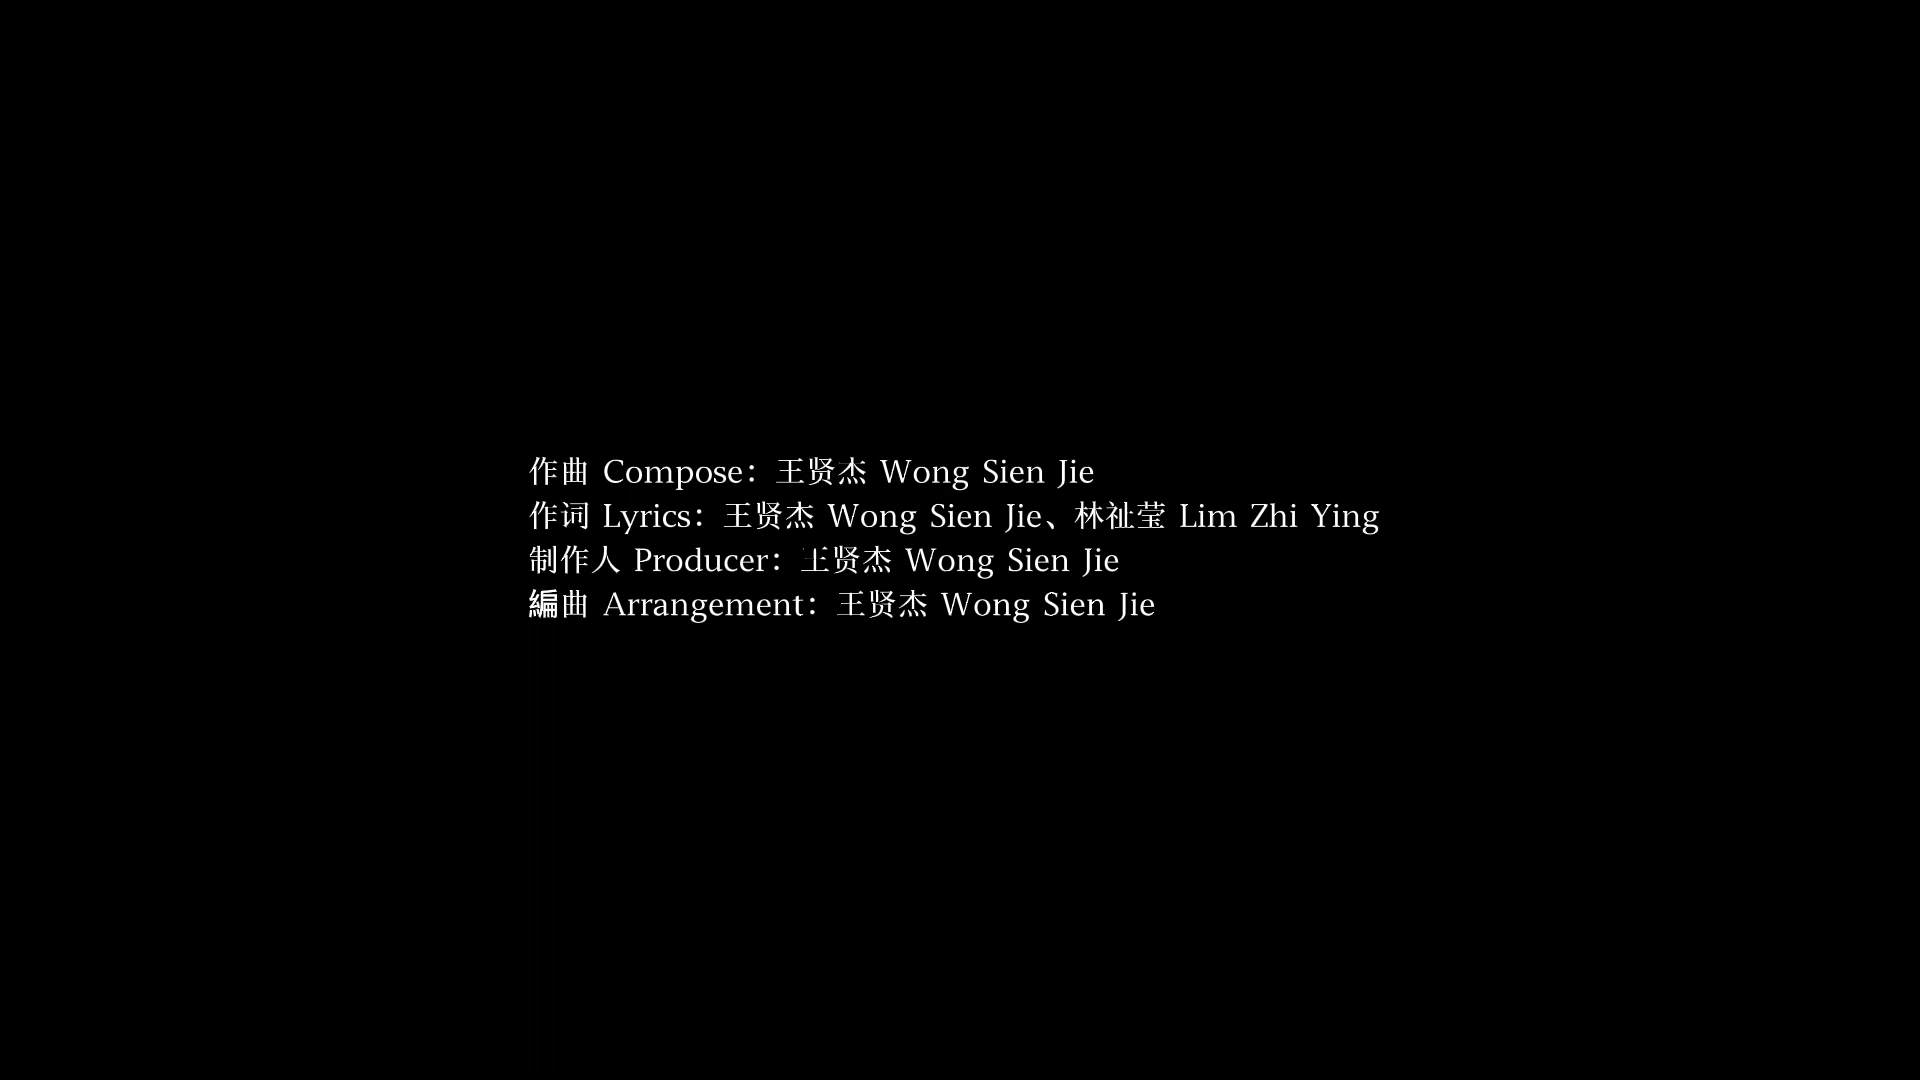 作曲 Compose：王贤杰 Wong Sien Jie
作词 Lyrics：王贤杰 Wong Sien Jie、林祉莹 Lim Zhi Ying
制作人 Producer：王贤杰 Wong Sien Jie
編曲 Arrangement：王贤杰 Wong Sien Jie